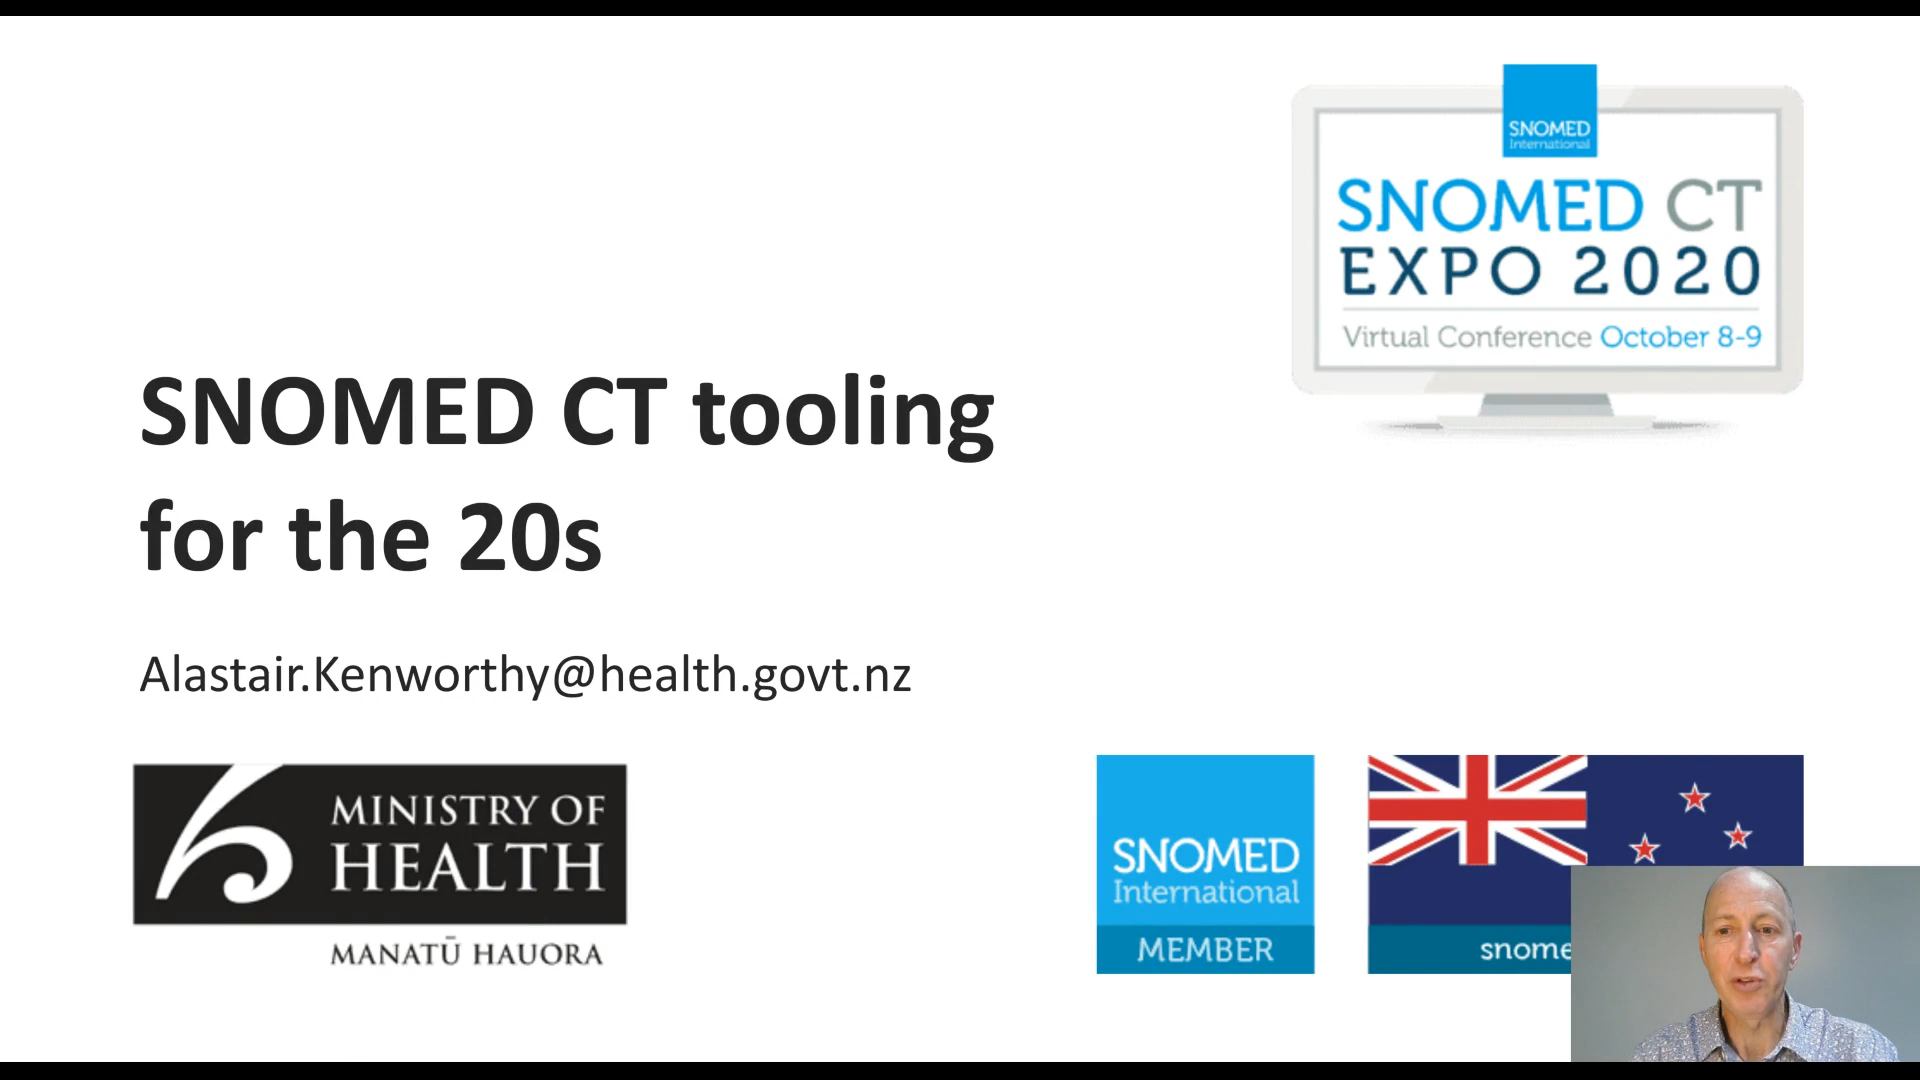 SNOMED
International
SNOMED CT
EXPO 2020
Virtual Conference October 8-9
SNOMED CT tooling
for the 20s
Alastair.Kenworthy@health.govt.nz
MINISTRY OF
HEALTH
MANATŪ HAUORA
SNOMED
International
MEMBER